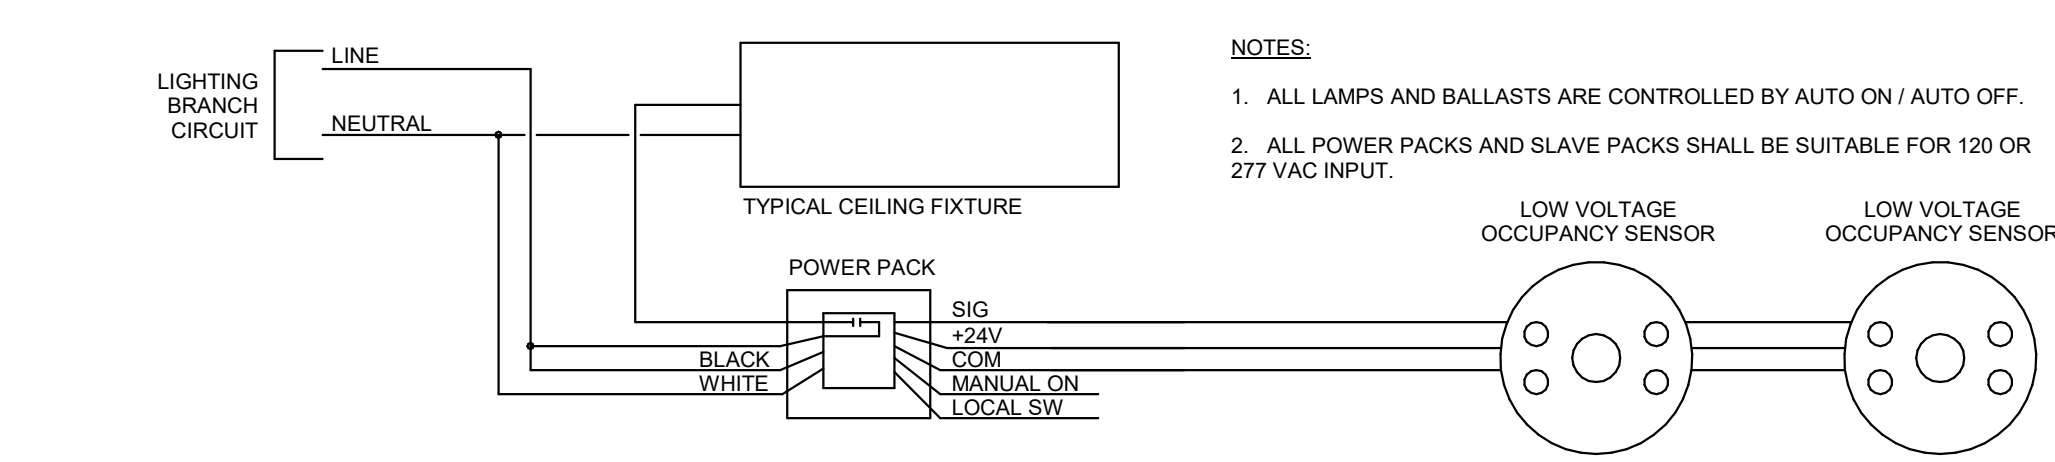 LINE
LIGHTING
BRANCH
CIRCUIT
NEUTRAL
TYPICAL CEILING FIXTURE
NOTES:
1. ALL LAMPS AND BALLASTS ARE CONTROLLED BY AUTO ON / AUTO OFF.
2. ALL POWER PACKS AND SLAVE PACKS SHALL BE SUITABLE FOR 120 OR
277 VAC INPUT.
LOW VOLTAGE
OCCUPANCY SENSOR
LOW VOLTAGE
OCCUPANCY SENSOR
POWER PACK
BLACK
WHITE
SIG
+24V
COM
MANUAL ON
LOCAL SW